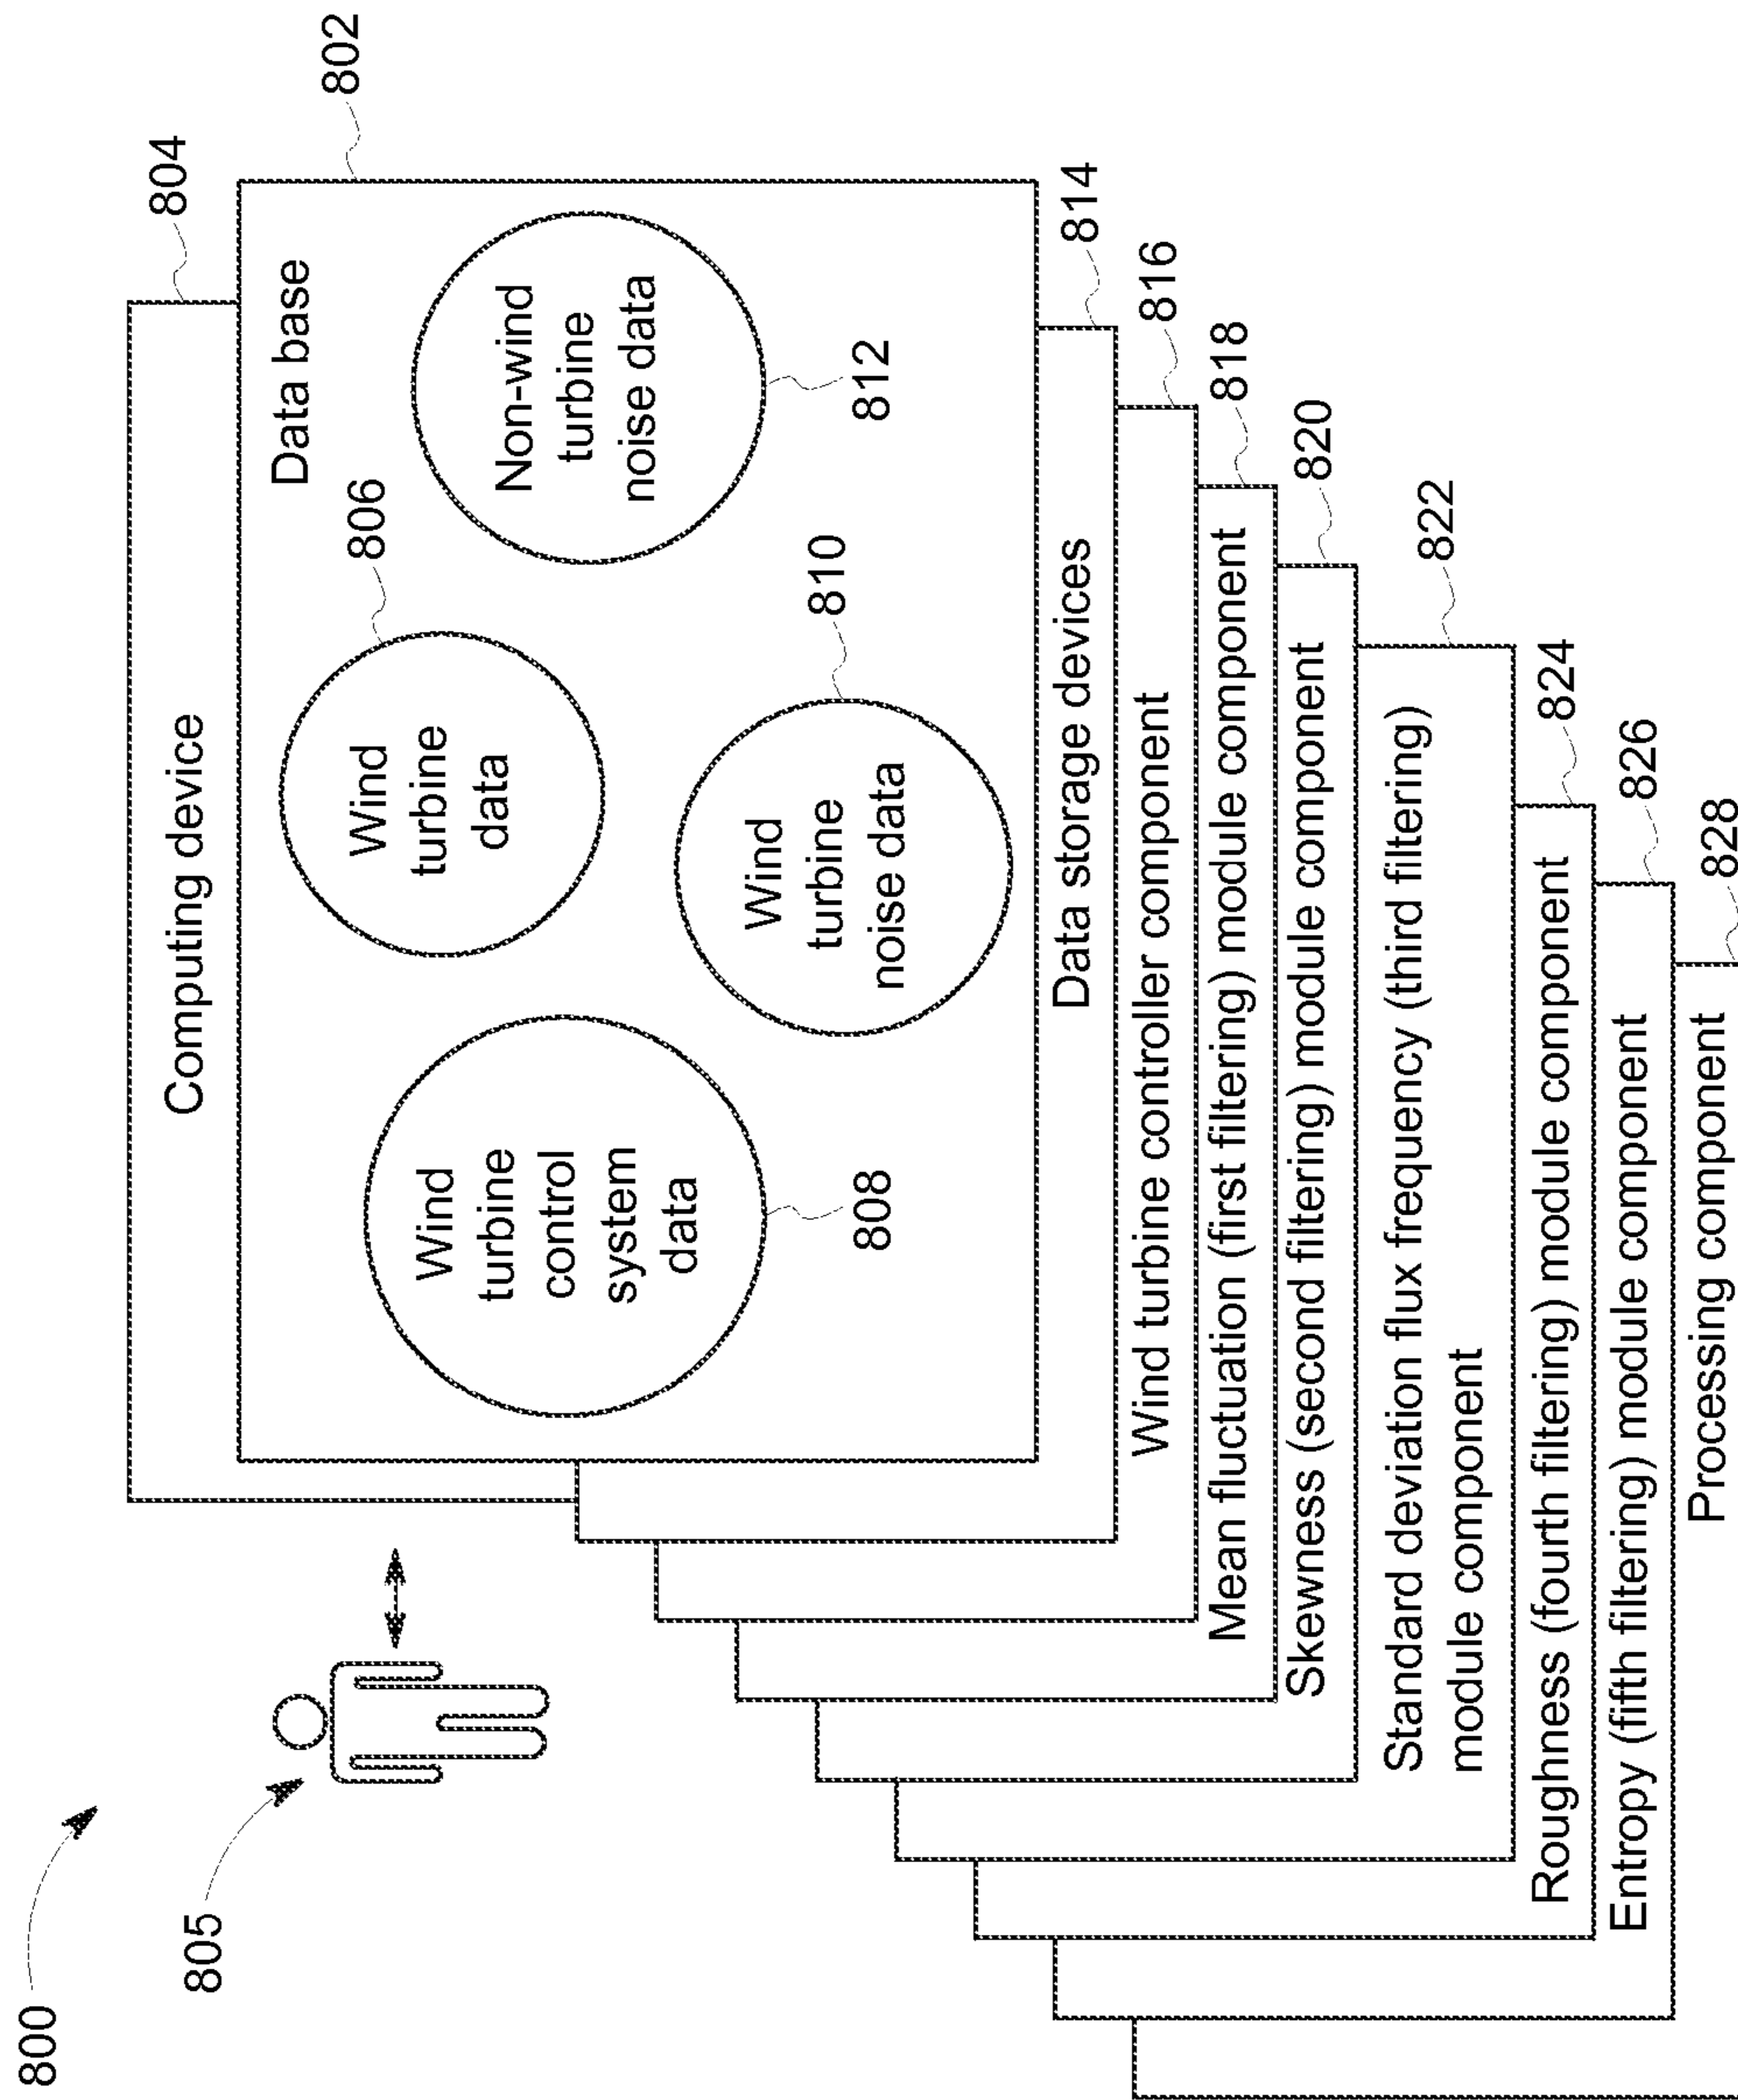 800
805
Computing device
804
Data base
802
Wind
turbine
control
system
data
808
Wind
turbine
data
806
Wind
turbine
noise data
810
Non-wind
turbine
noise data
812
Data storage devices
814
Wind turbine controller component
816
Mean fluctuation (first filtering) module component
818
Skewness (second filtering) module component
820
Standard deviation flux frequency (third filtering)
module component
822
Roughness (fourth filtering) module component
824
Entropy (fifth filtering) module component
826
Processing component
828